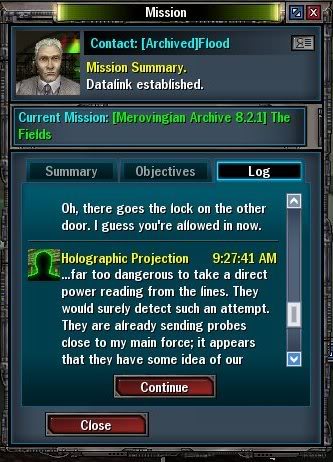 Mission
Contact: [Archived]Flood
Mission Summary.
Datalink established.
Current Mission: [Merovingian Archive 8.2.1] The
Fields
Summary
Objectives
Log
Oh, there goes the lock on the other
door. I guess you're allowed in now.
Holographic Projection 9:27:41 AM
...far too dangerous to take a direct
power reading from the lines. They
would surely detect such an attempt.
They are already sending probes
close to my main force; it appears
that they have some idea of our
Continue
Close